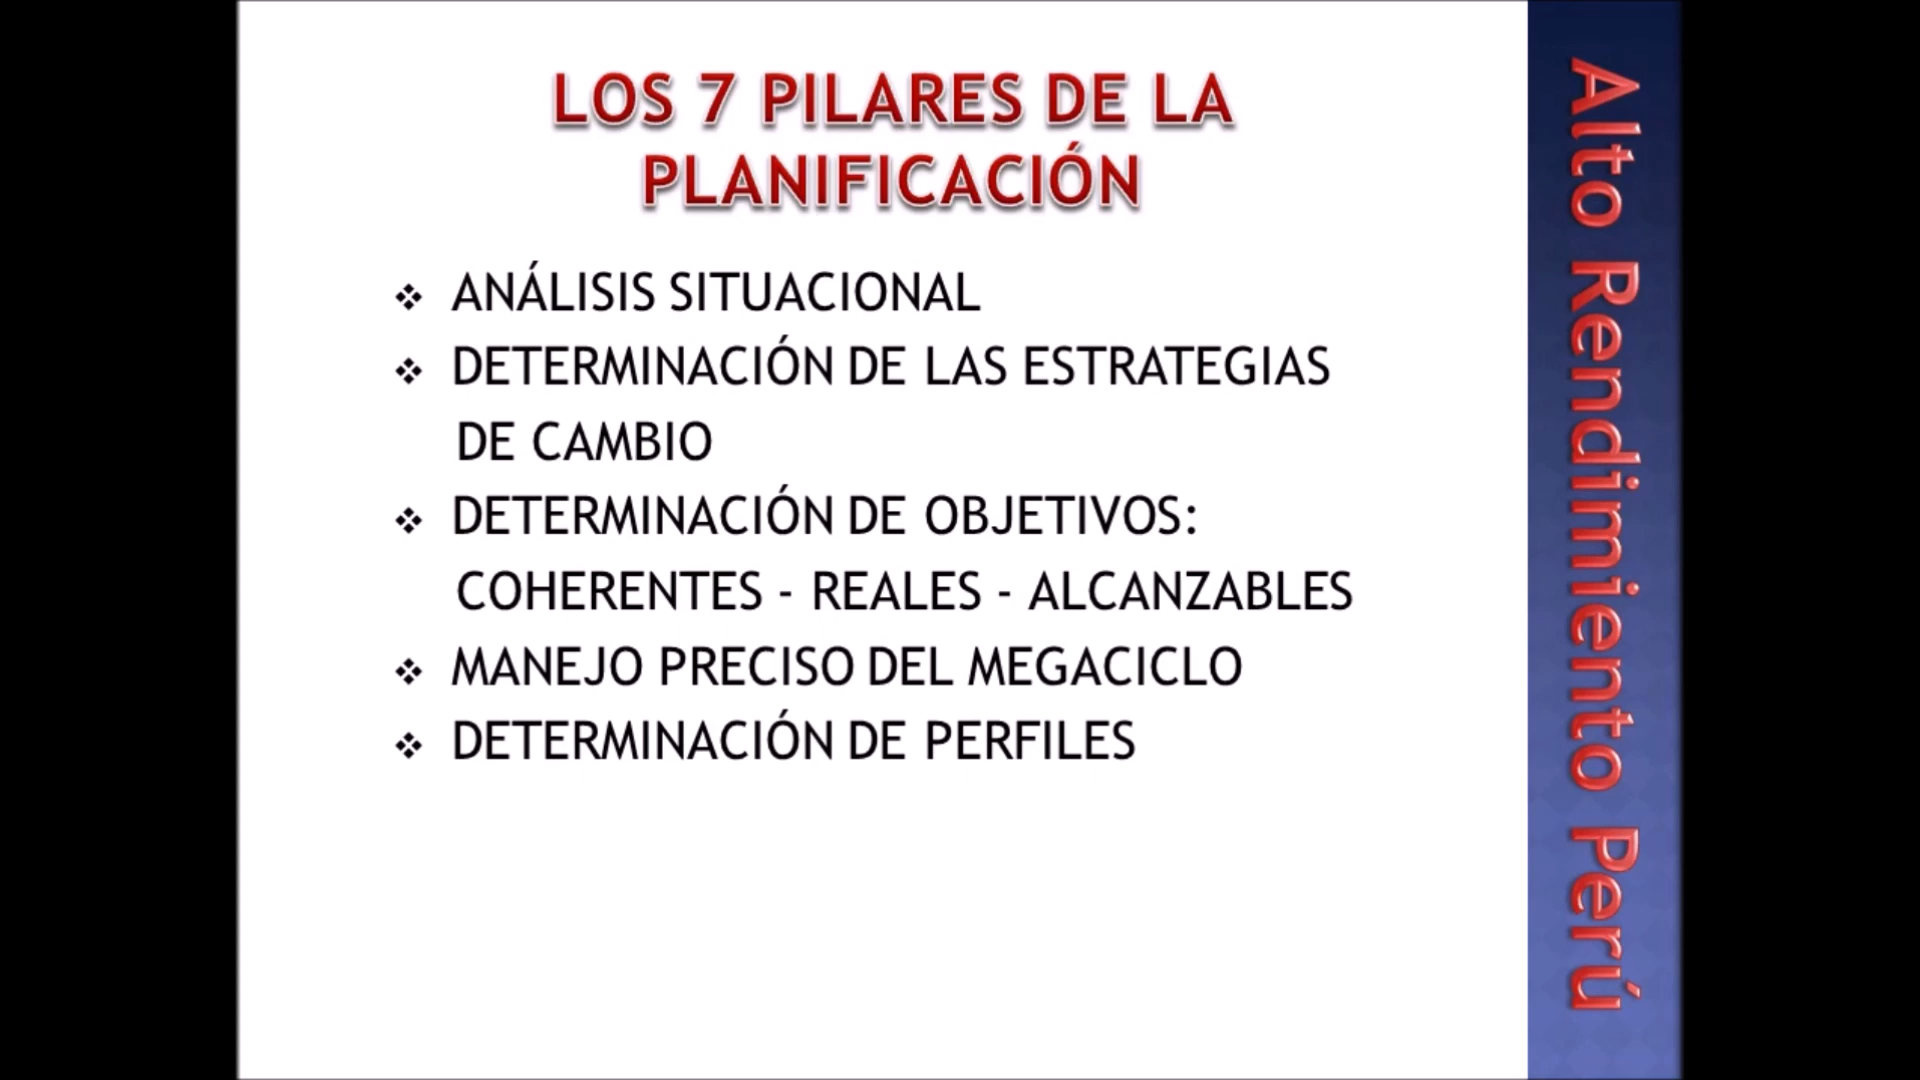 LOS 7 PILARES DE LA
PLANIFICACIÓN
❖ ANÁLISIS SITUACIONAL
❖ DETERMINACIÓN DE LAS ESTRATEGIAS
DE CAMBIO
❖ DETERMINACIÓN DE OBJETIVOS:
COHERENTES - REALES - ALCANZABLES
❖ MANEJO PRECISO DEL MEGACICLO
❖ DETERMINACIÓN DE PERFILES
Alto Rendimiento Perú